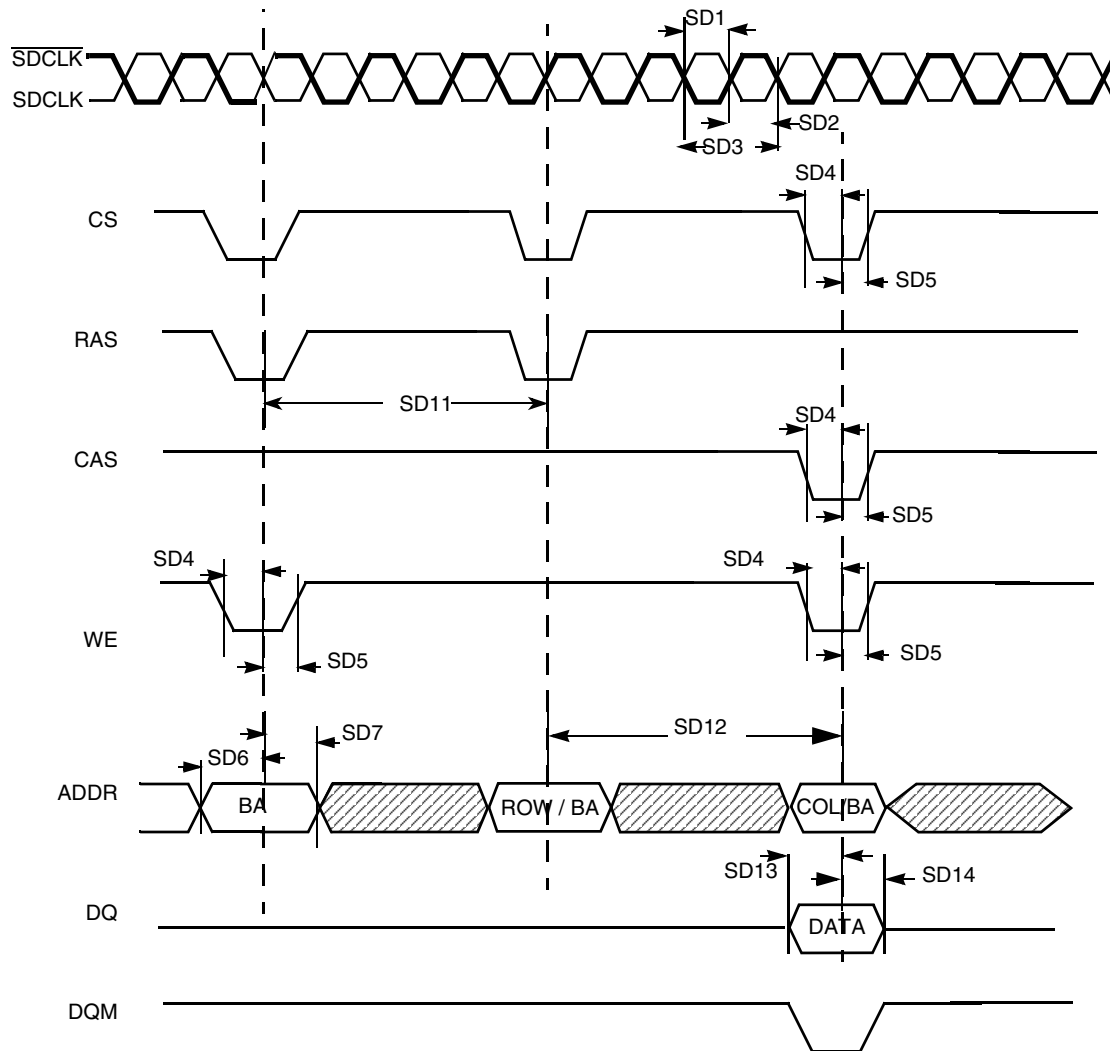 SD1
SDCLK
SDCLK
SD2
SD3
SD4
CS
SD5
RAS
SD11
SD4
CAS
SD5
SD4
SD4
WE
SD5
SD5
SD12
SD7
SD6
ADDR
BA
ROW / BA
COL/BA
SD13
SD14
DQ
DATA
DQM